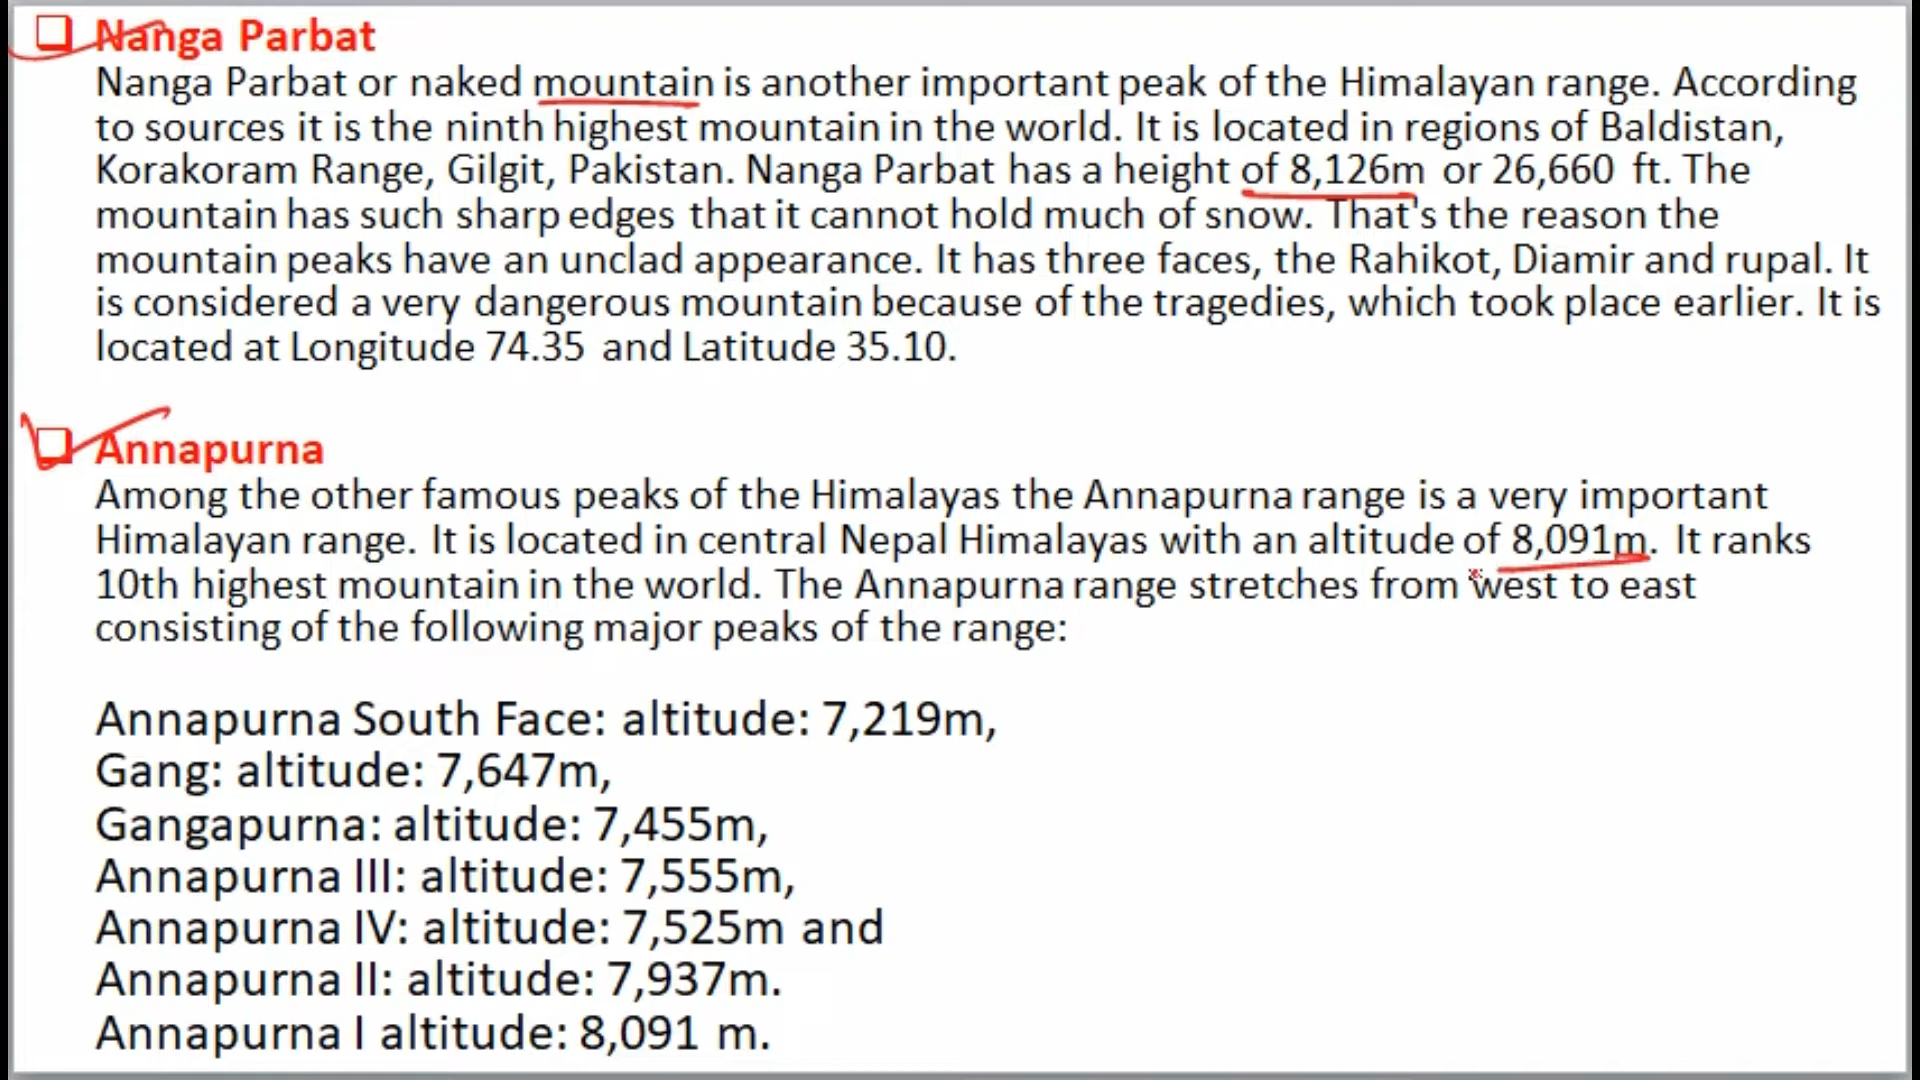 Nanga Parbat
Nanga Parbat or naked mountain is another important peak of the Himalayan range. According
to sources it is the ninth highest mountain in the world. It is located in regions of Baldistan,
Korakoram Range, Gilgit, Pakistan. Nanga Parbat has a height of 8,126m or 26,660 ft. The
mountain has such sharp edges that it cannot hold much of snow. That's the reason the
mountain peaks have an unclad appearance. It has three faces, the Rahikot, Diamir and rupal. It
is considered a very dangerous mountain because of the tragedies, which took place earlier. It is
located at Longitude 74.35 and Latitude 35.10.
Annapurna
Among the other famous peaks of the Himalayas the Annapurna range is a very important
Himalayan range. It is located in central Nepal Himalayas with an altitude of 8,091m. It ranks
10th highest mountain in the world. The Annapurna range stretches from west to east
consisting of the following major peaks of the range:
Annapurna South Face: altitude: 7,219m,
Gang: altitude: 7,647m,
Gangapurna: altitude: 7,455m,
Annapurna III: altitude: 7,555m,
Annapurna IV: altitude: 7,525m and
Annapurna II: altitude: 7,937m.
Annapurna I altitude: 8,091 m.